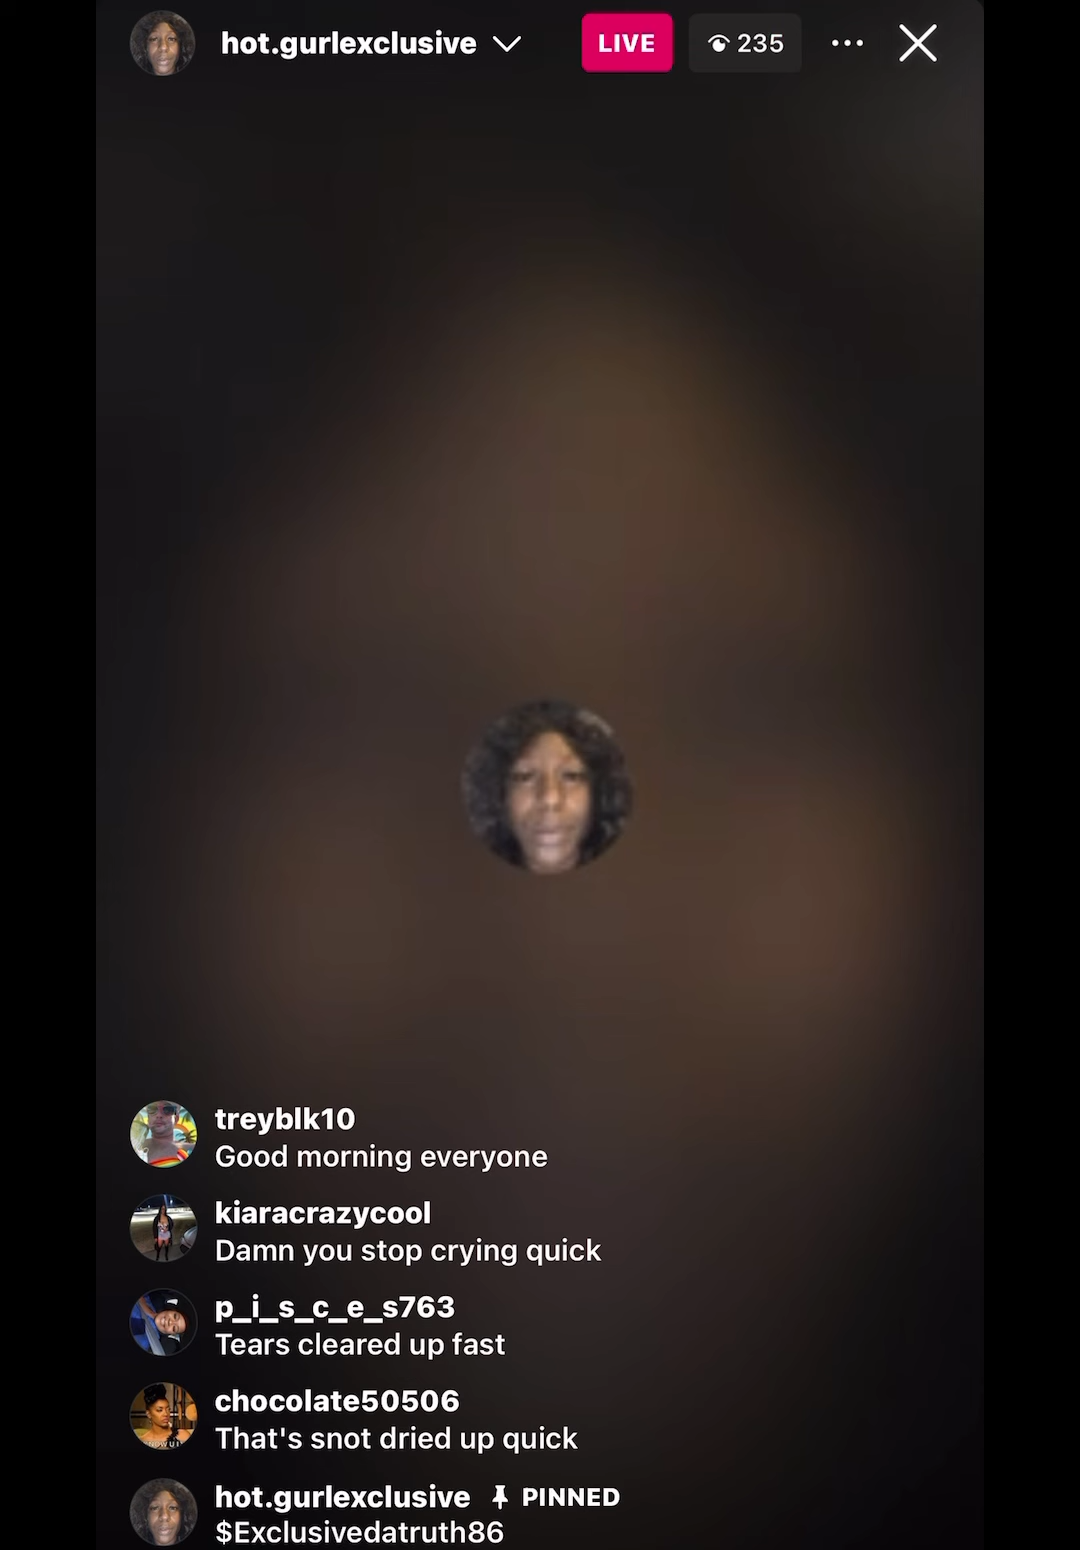 hot.gurlexclusive
LIVE
235
treyblk10
Good morning everyone
kiaracrazycool
Damn you stop crying quick
p_i_s_c_e_s763
Tears cleared up fast
chocolate50506
That's snot dried up quick
hot.gurlexclusive PINNED
$Exclusivedatruth86